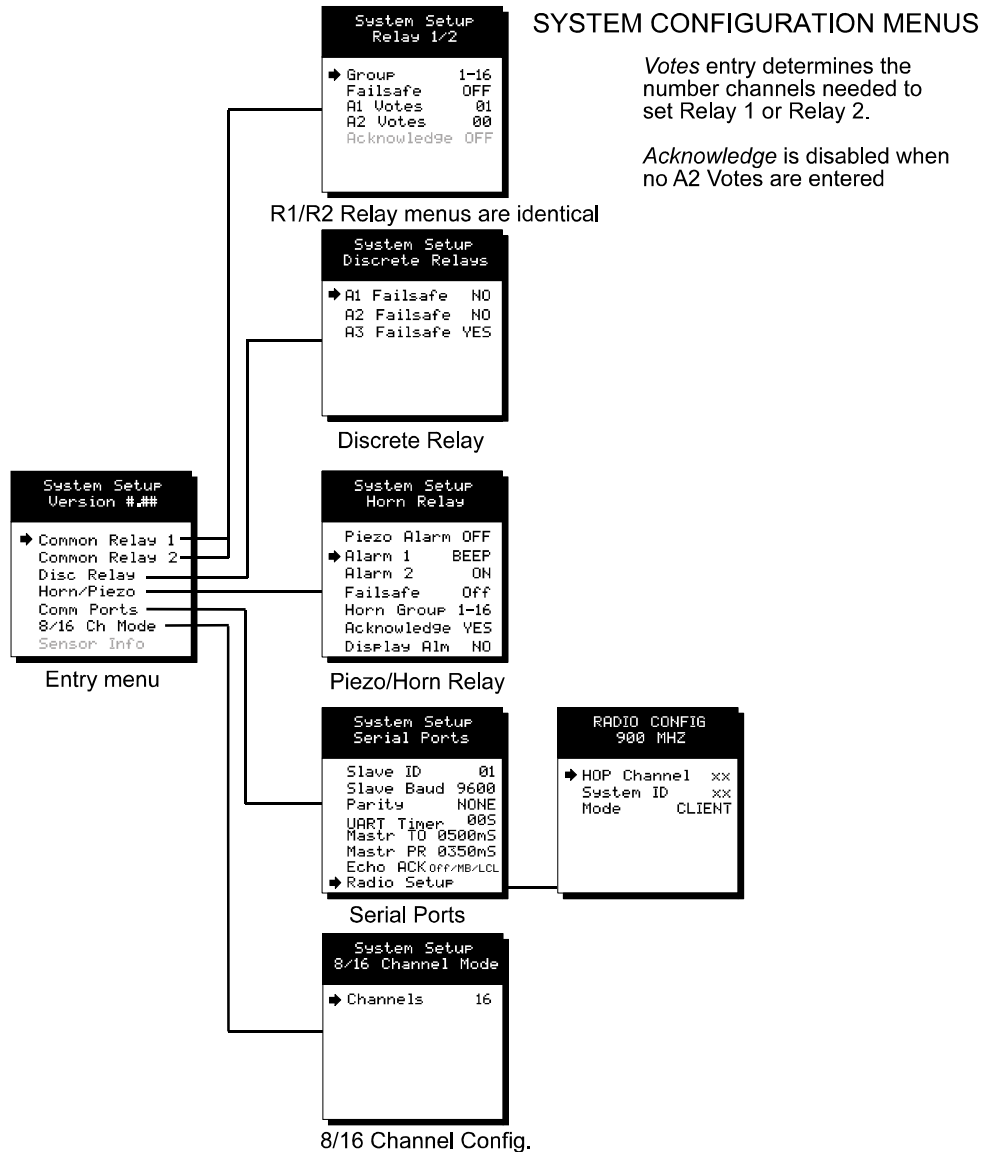 SYSTEM CONFIGURATION MENUS
Votes entry determines the
number channels needed to
set Relay 1 or Relay 2.
Acknowledge is disabled when
no A2 Votes are entered
System Setup
Relay 1/2
Group 1-16
Failsafe OFF
A1 Votes 01
A2 Votes 00
Acknowledge OFF
R1/R2 Relay menus are identical
System Setup
Discrete Relays
A1 Failsafe NO
A2 Failsafe NO
A3 Failsafe YES
Discrete Relay
System Setup
Version #.##
Common Relay 1
Common Relay 2
Disc Relay
Horn/Piezo
Comm Ports
8/16 Ch Mode
Sensor Info
Entry menu
System Setup
Horn Relay
Piezo Alarm OFF
Alarm 1 BEEP
Alarm 2 ON
Failsafe Off
Horn Group 1-16
Acknowledge YES
Display Alm NO
Piezo/Horn Relay
System Setup
Serial Ports
Slave ID 01
Slave Baud 9600
Parity NONE
UART Timer 00S
Mastr TO 0500mS
Mastr PR 0350mS
Echo ACK Off/MB/LCL
Radio Setup
Serial Ports
RADIO CONFIG
900 MHZ
HOP Channel xx
System ID xx
Mode CLIENT
System Setup
8/16 Channel Mode
Channels 16
8/16 Channel Config.